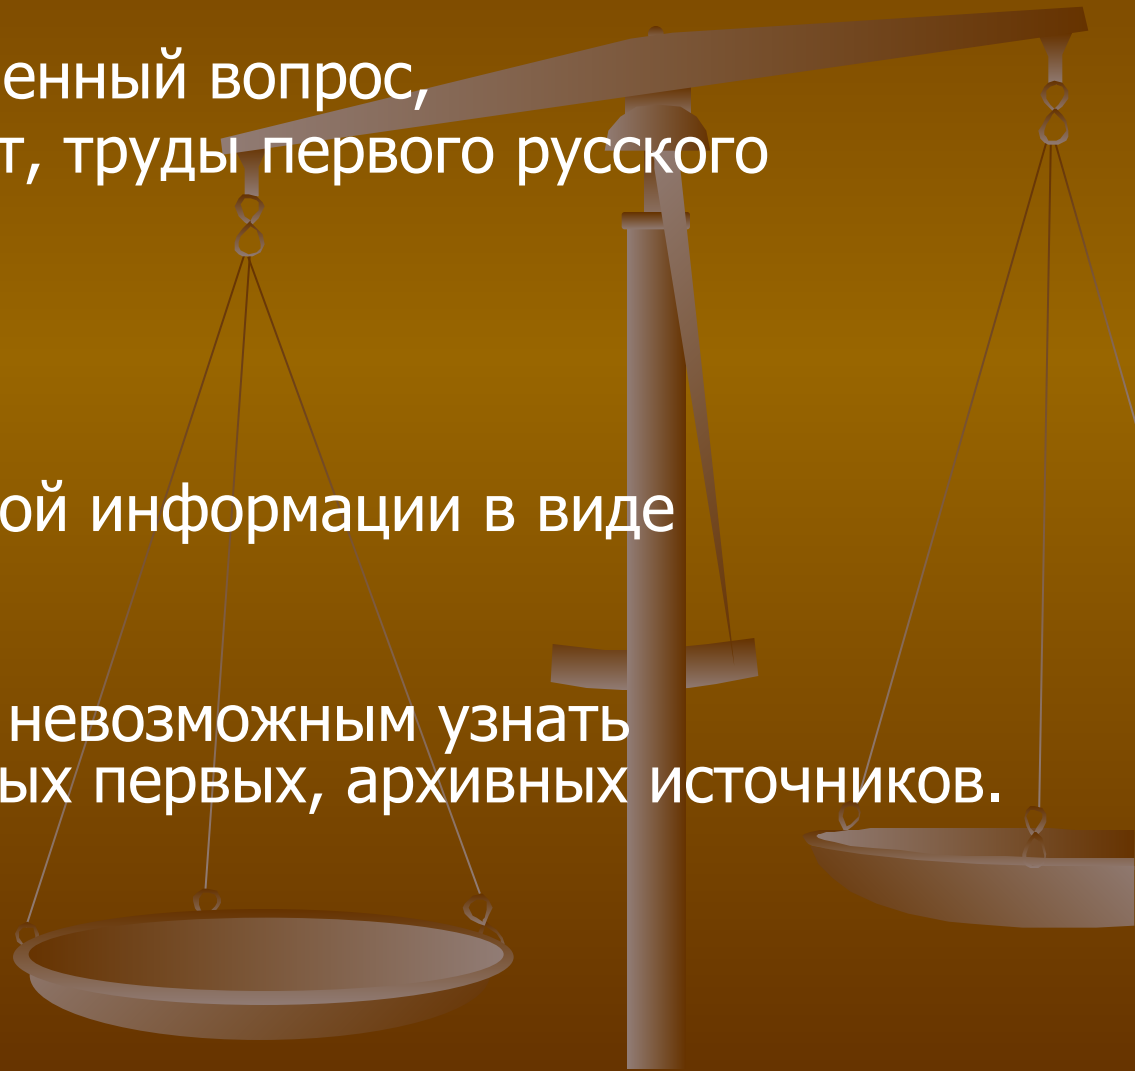 енный вопрос,
т, труды первого русского
ой информации в виде
невозможным узнать
ых первых, архивных источников.